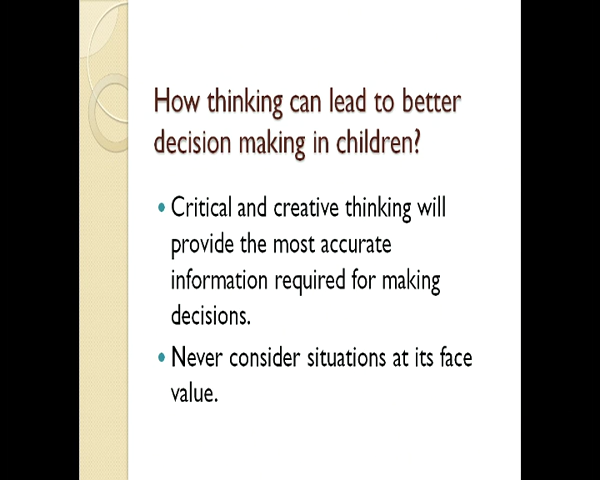 How thinking can lead to better
decision making in children?
• Critical and creative thinking will
provide the most accurate
information required for making
decisions.
• Never consider situations at its face
value.